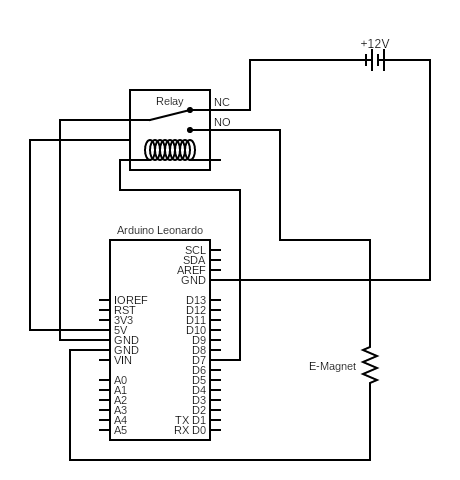 +12V
Relay
NC
NO
Arduino Leonardo
SCL
SDA
AREF
GND
IOREF D13
RST D12
3V3 D11
5V D10
GND D9
GND D8
VIN D7
D6
A0 D5
A1 D4
A2 D3
A3 D2
A4 TX D1
A5 RX D0
E-Magnet